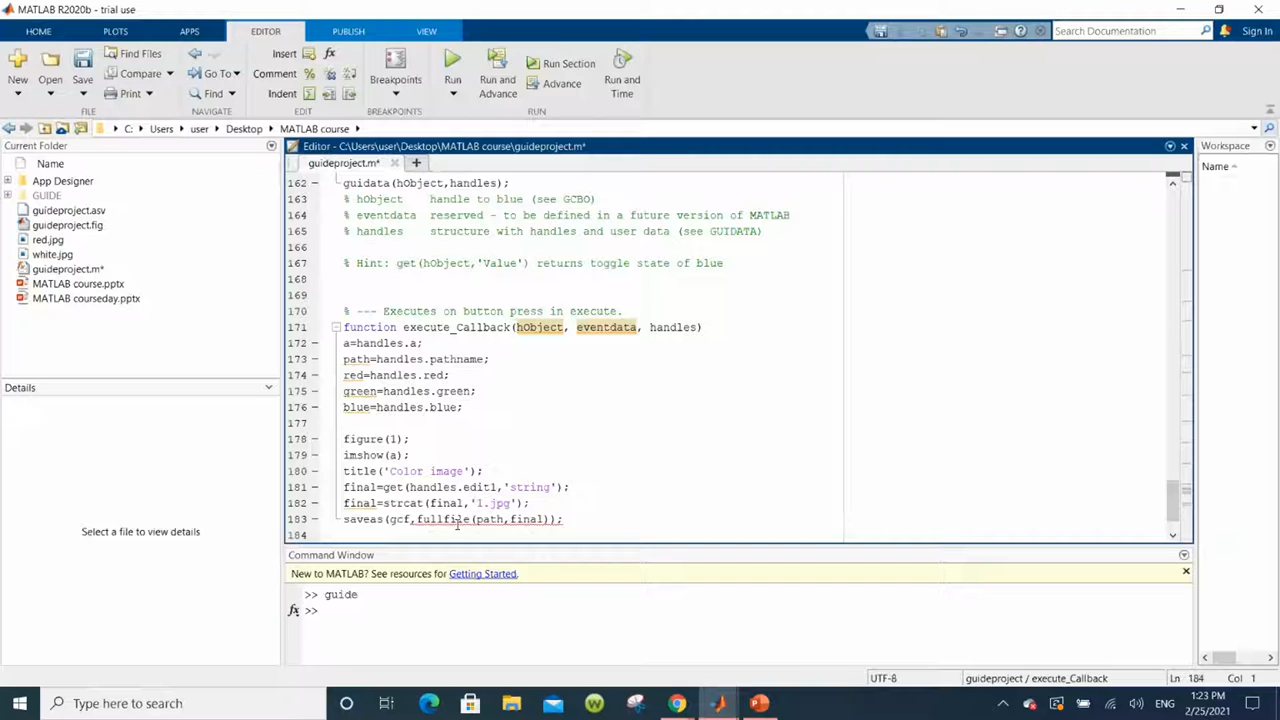 MATLAB R2020b - trial use
HOME PLOTS APPS EDITOR PUBLISH VIEW
Search Documentation
Sign In
New Open Save
Find Files
Compare
Print
FILE
Go To
Find
NAVIGATE
Insert fx
Comment % %
Indent
EDIT
Breakpoints
BREAKPOINTS
Run
Run and Advance
Run Section
Advance
Run and Time
RUN
C: Users user Desktop MATLAB course
Current Folder
Name
App Designer
GUIDE
guideproject.asv
guideproject.fig
red.jpg
white.jpg
guideproject.m*
MATLAB course.pptx
MATLAB courseday.pptx
Details
Select a file to view details
Editor - C:\Users\user\Desktop\MATLAB course\guideproject.m*
guideproject.m*
162 – guidata(hObject,handles);
163 % hObject    handle to blue (see GCBO)
164 % eventdata  reserved - to be defined in a future version of MATLAB
165 % handles    structure with handles and user data (see GUIDATA)
166
167 % Hint: get(hObject,'Value') returns toggle state of blue
168
169
170 % --- Executes on button press in execute.
171 function execute_Callback(hObject, eventdata, handles)
172 – a=handles.a;
173 – path=handles.pathname;
174 – red=handles.red;
175 – green=handles.green;
176 – blue=handles.blue;
177
178 – figure(1);
179 – imshow(a);
180 – title('Color image');
181 – final=get(handles.edit1,'string');
182 – final=strcat(final,'1.jpg');
183 – saveas(gcf,fullfile(path,final));
184
Workspace
Name
Command Window
New to MATLAB? See resources for Getting Started.
>> guide
fx >>
UTF-8
guideproject / execute_Callback
Ln 184 Col 1
Type here to search
ENG
1:23 PM
2/25/2021